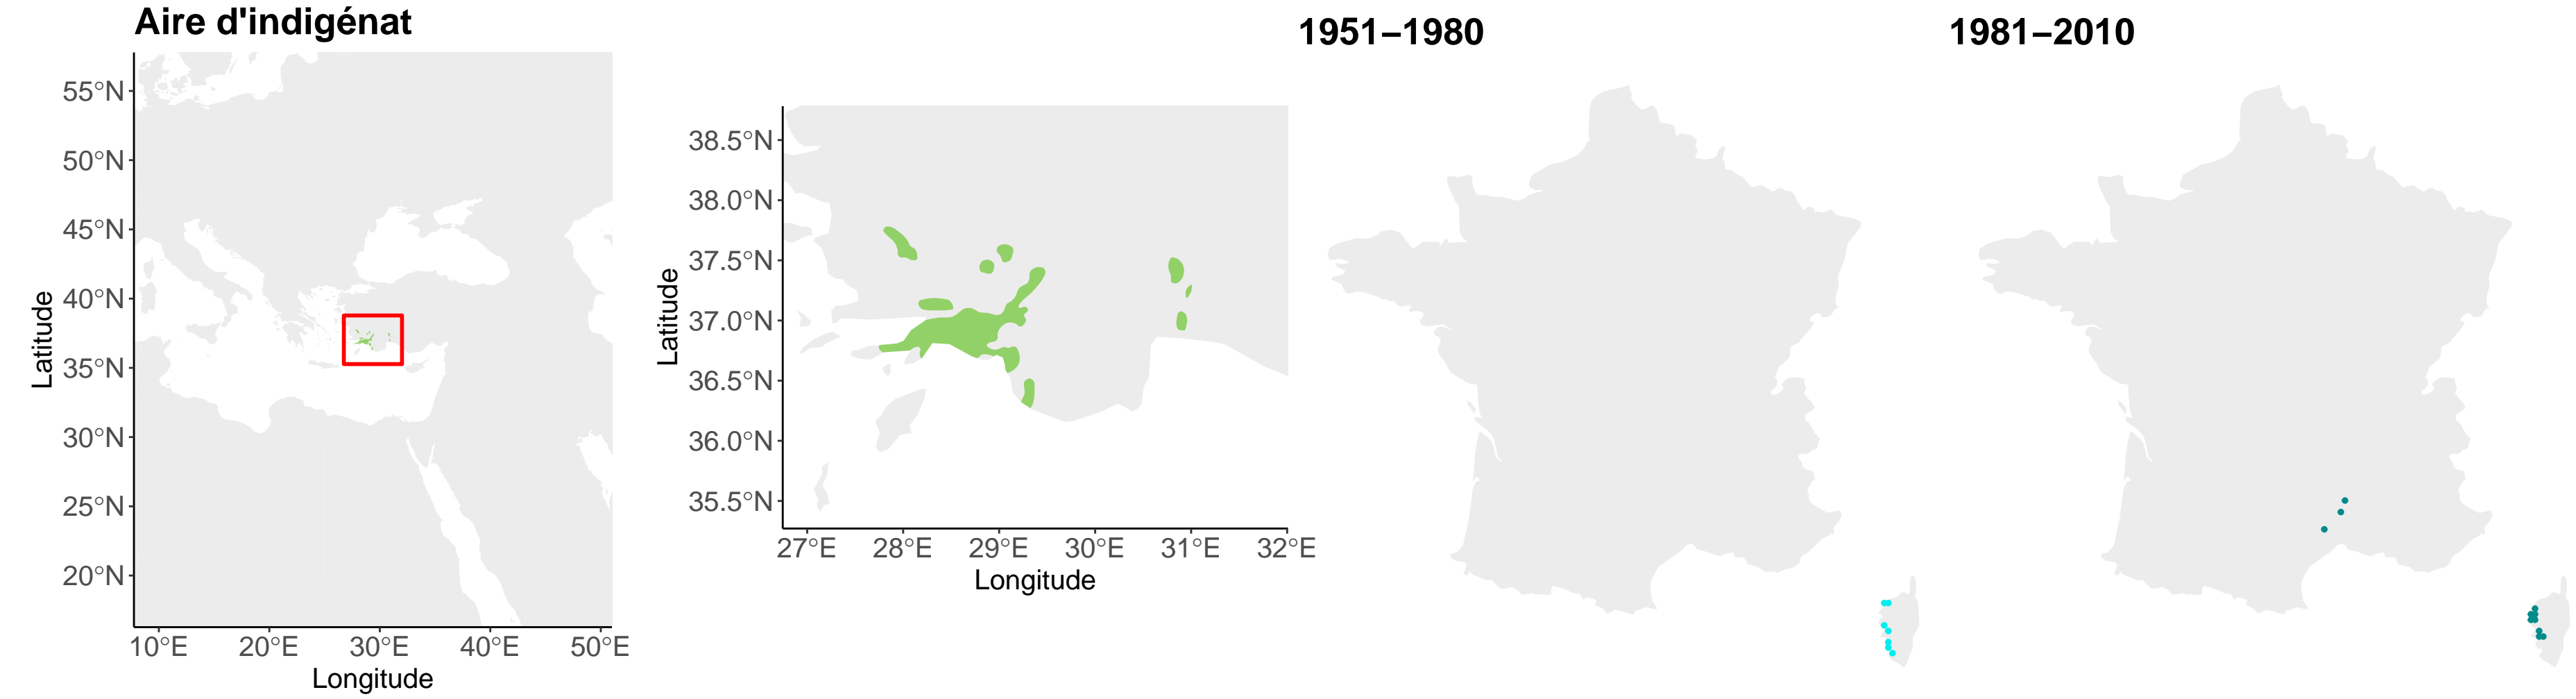 Aire d'indigénat
1951–1980
1981–2010
Latitude
55°N
50°N
45°N
40°N
35°N
30°N
25°N
20°N
10°E 20°E 30°E 40°E 50°E
Longitude
Latitude
38.5°N
38.0°N
37.5°N
37.0°N
36.5°N
36.0°N
35.5°N
27°E 28°E 29°E 30°E 31°E 32°E
Longitude